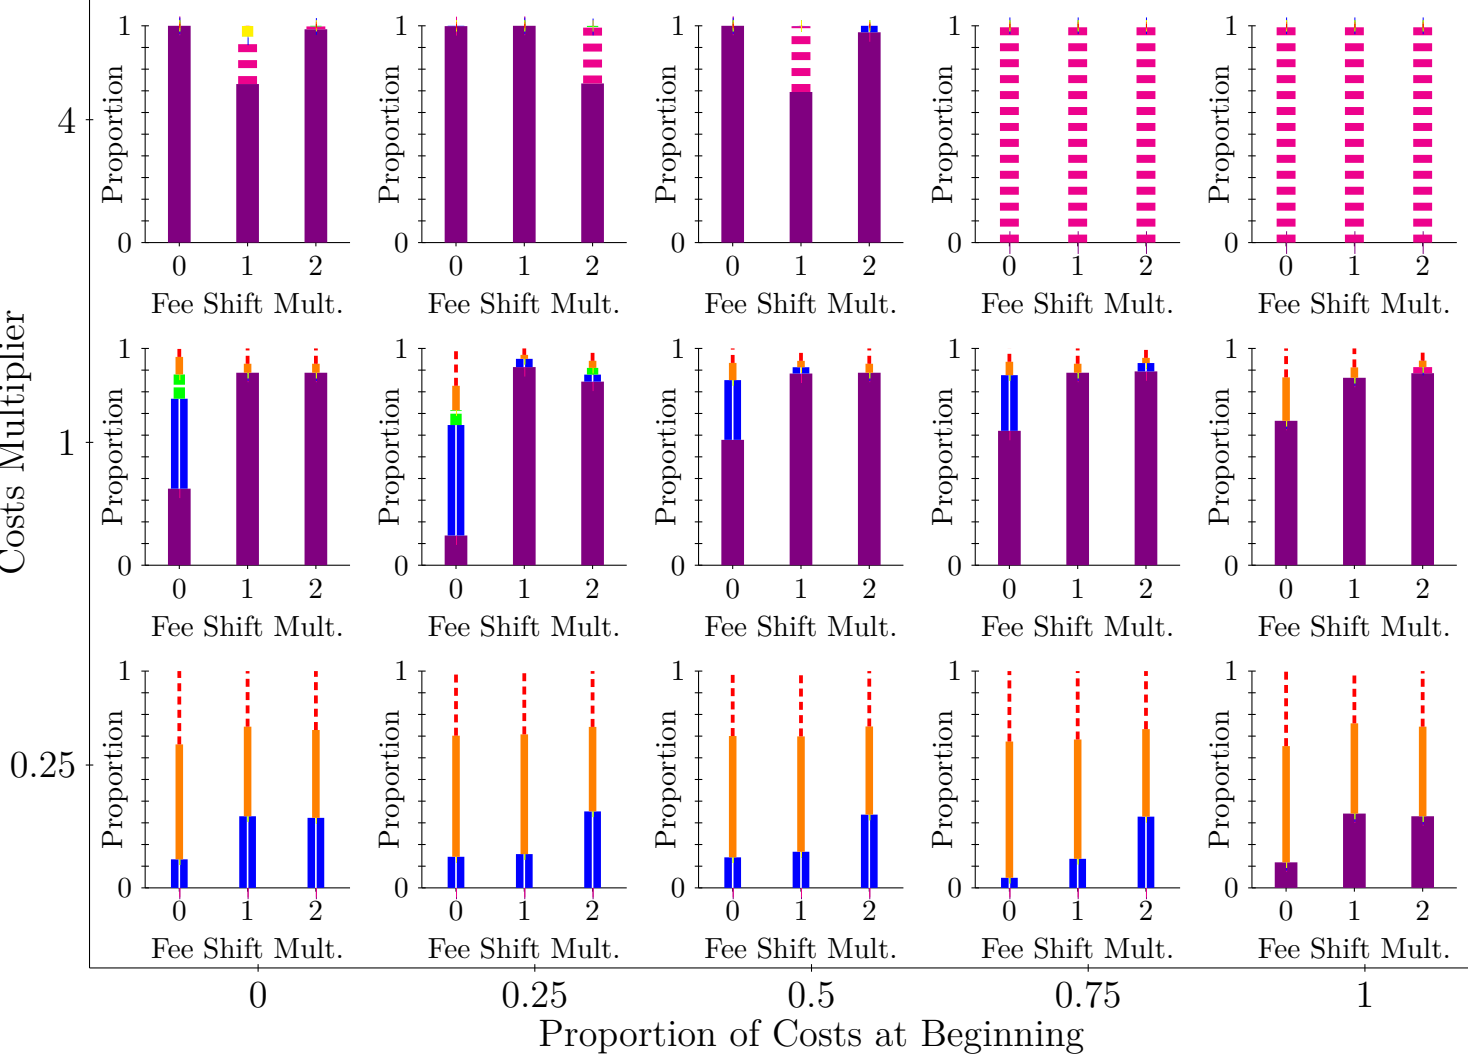 1 1 1 1 1
Proportion Proportion Proportion Proportion Proportion
4
0 0 0 0 0
0 1 2 0 1 2 0 1 2 0 1 2 0 1 2
Fee Shift Mult. Fee Shift Mult. Fee Shift Mult. Fee Shift Mult. Fee Shift Mult.
Costs Multiplier
1 1 1 1 1
Proportion Proportion Proportion Proportion Proportion
1
0 0 0 0 0
0 1 2 0 1 2 0 1 2 0 1 2 0 1 2
Fee Shift Mult. Fee Shift Mult. Fee Shift Mult. Fee Shift Mult. Fee Shift Mult.
1 1 1 1 1
Proportion Proportion Proportion Proportion Proportion
0.25
0 0 0 0 0
0 1 2 0 1 2 0 1 2 0 1 2 0 1 2
Fee Shift Mult. Fee Shift Mult. Fee Shift Mult. Fee Shift Mult. Fee Shift Mult.
0 0.25 0.5 0.75 1
Proportion of Costs at Beginning